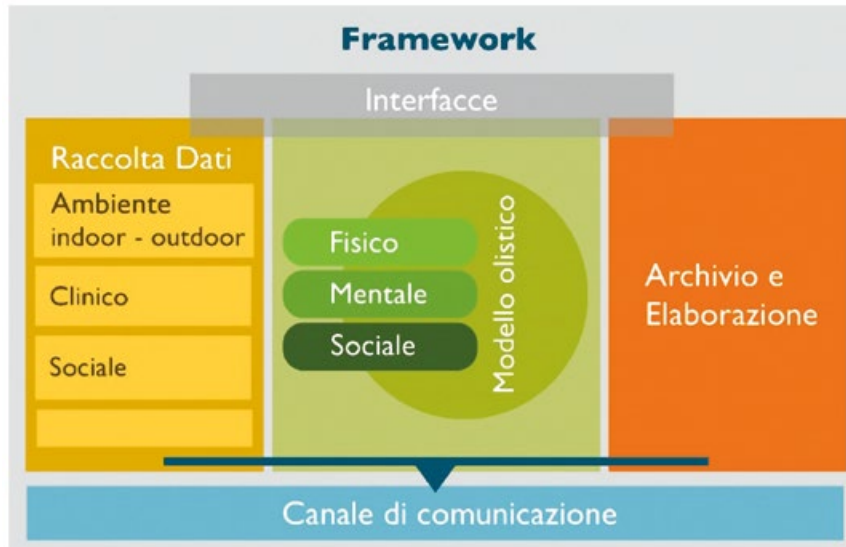 Framework
Interfacce
Raccolta Dati
Ambiente
indoor - outdoor
Clinico
Sociale
Fisico
Mentale
Sociale
Modello olistico
Archivio e
Elaborazione
Canale di comunicazione